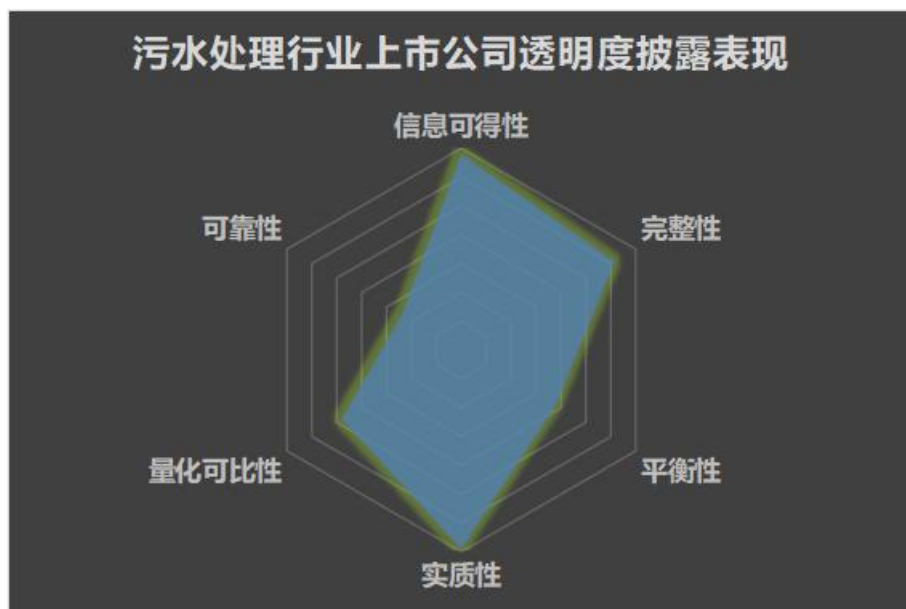 污水处理行业上市公司透明度披露表现
信息可得性
可靠性
完整性
量化可比性
平衡性
实质性